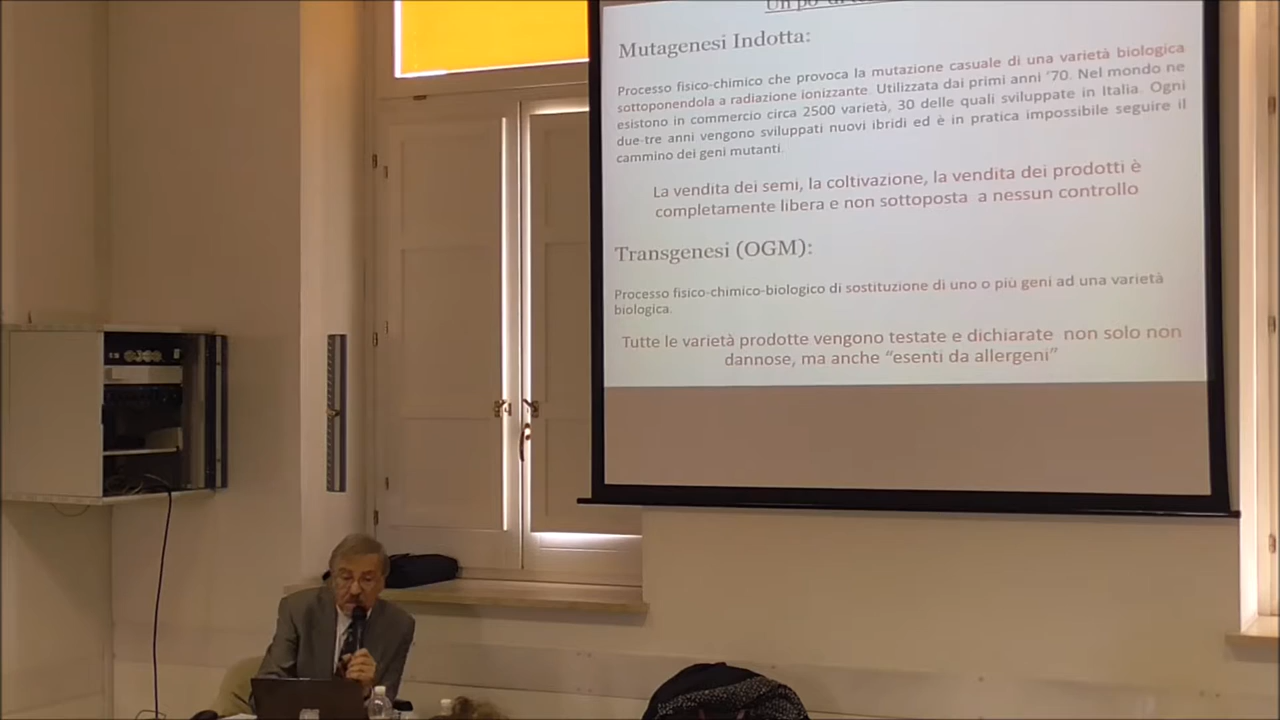 Un po' di
Mutagenesi Indotta:
Processo fisico-chimico che provoca la mutazione casuale di una varietà biologica
sottoponendola a radiazione ionizzante. Utilizzata dai primi anni '70. Nel mondo ne
esistono in commercio circa 2500 varietà, 30 delle quali sviluppate in Italia. Ogni
due-tre anni vengono sviluppati nuovi ibridi ed è in pratica impossibile seguire il
cammino dei geni mutanti.
La vendita dei semi, la coltivazione, la vendita dei prodotti è
completamente libera e non sottoposta a nessun controllo
Transgenesi (OGM):
Processo fisico-chimico-biologico di sostituzione di uno o più geni ad una varietà
biologica.
Tutte le varietà prodotte vengono testate e dichiarate non solo non
dannose, ma anche "esenti da allergeni"